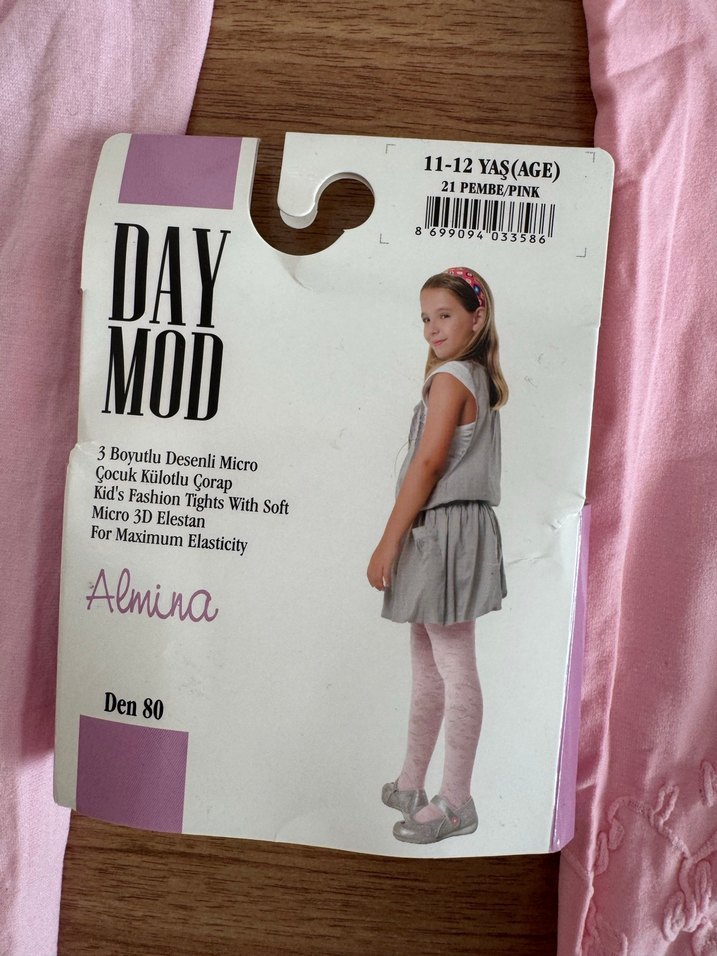 11-12 YAŞ(AGE)
21 PEMBE/PINK
8 699094 033586
DAY
MOD
3 Boyutlu Desenli Micro
Çocuk Külotlu Çorap
Kid's Fashion Tights With Soft
Micro 3D Elestan
For Maximum Elasticity
Almina
Den 80